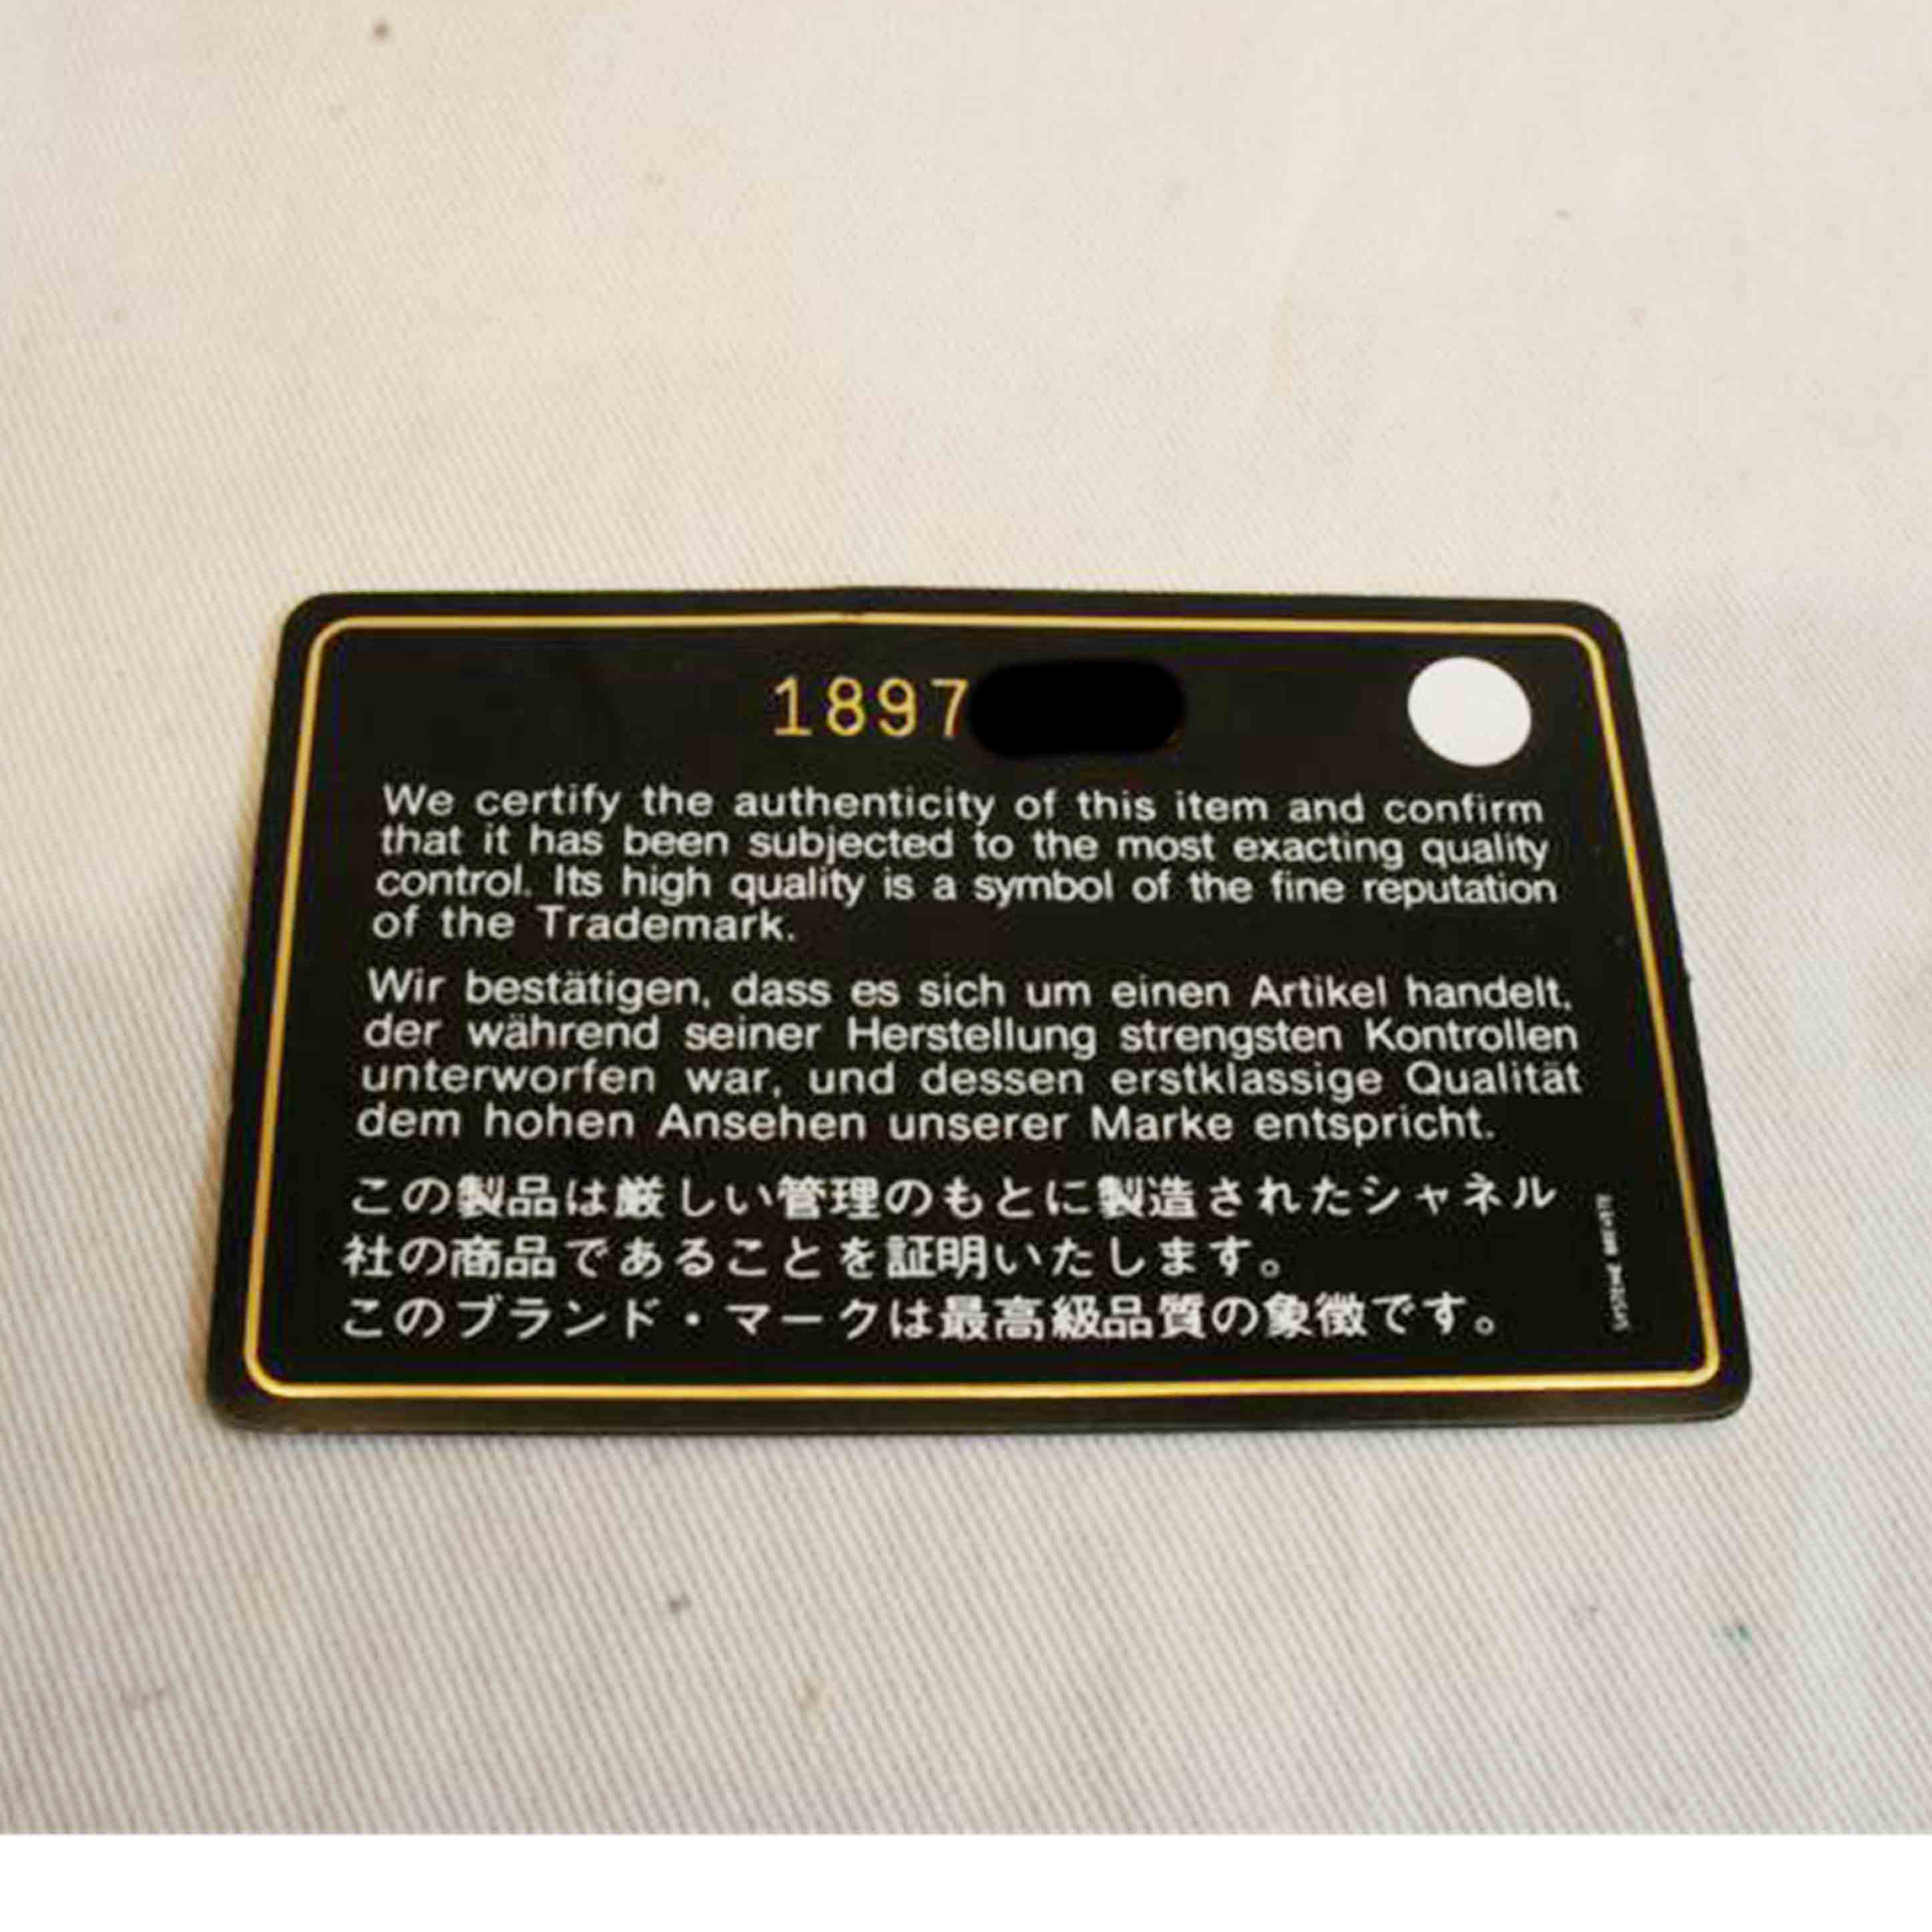 1897
We certify the authenticity of this item and confirm
that it has been subjected to the most exacting quality
control. Its high quality is a symbol of the fine reputation
of the Trademark.
Wir bestätigen, dass es sich um einen Artikel handelt,
der während seiner Herstellung strengsten Kontrollen
unterworfen war, und dessen erstklassige Qualität
dem hohen Ansehen unserer Marke entspricht.
この製品は厳しい管理のもとに製造されたシャネル
社の商品であることを証明いたします。
このブランド・マークは最高級品質の象徴です。
SYSTEME BREVETE